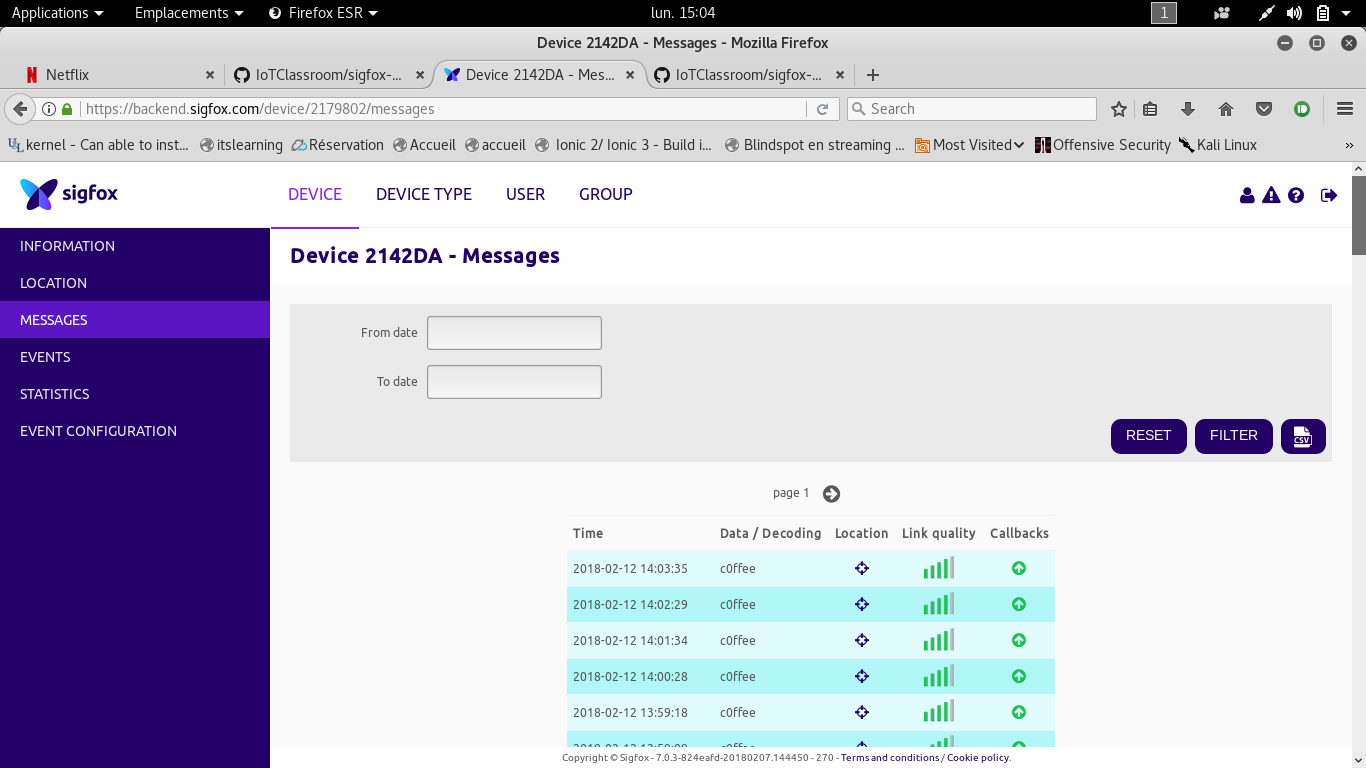 Applications Emplacements Firefox ESR lun. 15:04 1
Device 2142DA - Messages - Mozilla Firefox
Netflix IoTClassroom/sigfox-... Device 2142DA - Mes... IoTClassroom/sigfox-...
https://backend.sigfox.com/device/2179802/messages Search
kernel - Can able to inst... itslearning Réservation Accueil accueil Ionic 2/ Ionic 3 - Build i... Blindspot en streaming ... Most Visited Offensive Security Kali Linux »
sigfox DEVICE DEVICE TYPE USER GROUP
INFORMATION
LOCATION
MESSAGES
EVENTS
STATISTICS
EVENT CONFIGURATION
Device 2142DA - Messages
From date
To date
RESET FILTER CSV
page 1
Time Data / Decoding Location Link quality Callbacks
2018-02-12 14:03:35 c0ffee
2018-02-12 14:02:29 c0ffee
2018-02-12 14:01:34 c0ffee
2018-02-12 14:00:28 c0ffee
2018-02-12 13:59:18 c0ffee
Copyright © Sigfox - 7.0.3-824eafd-20180207.144450 - 270 - Terms and conditions / Cookie policy.